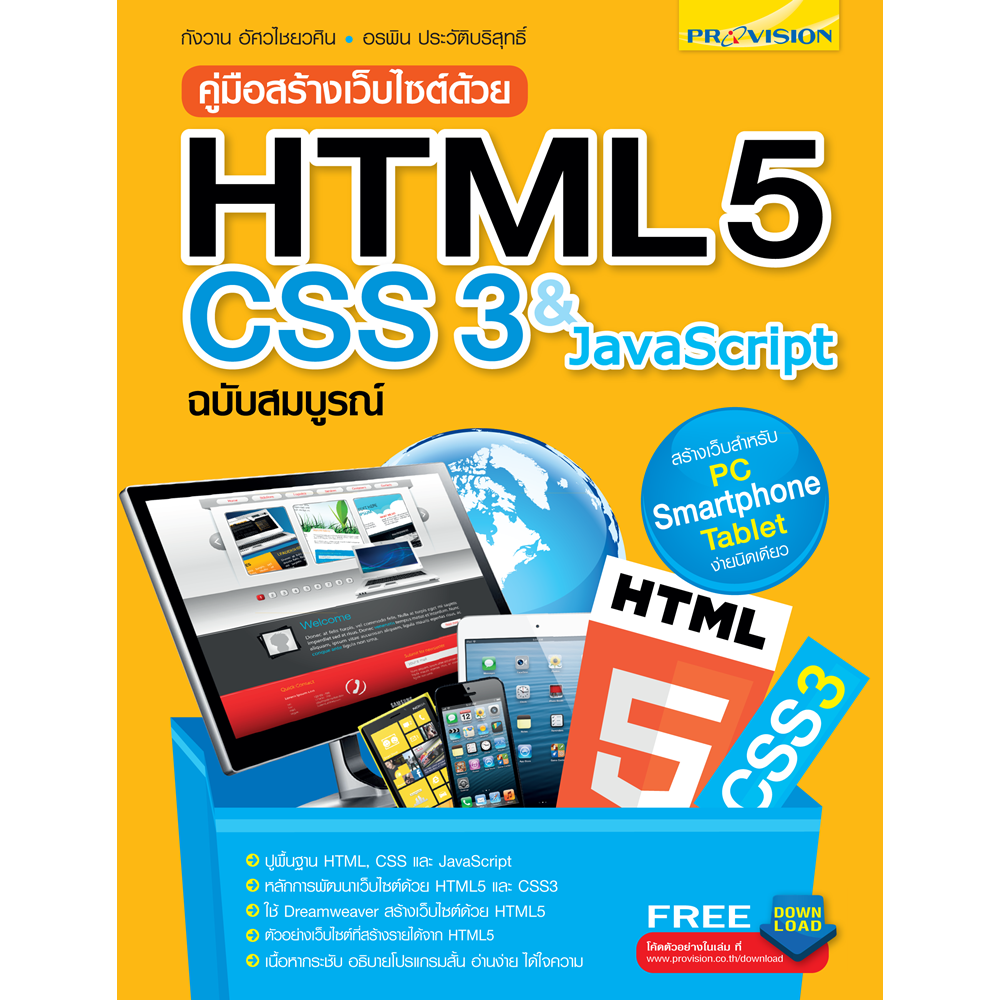 กังวาน อัศวไชยวศิน • อรพิน ประวัติบริสุทธิ์
PROVISION
คู่มือสร้างเว็บไซต์ด้วย
HTML5
CSS 3 & JavaScript
ฉบับสมบูรณ์
สร้างเว็บสำหรับ
PC
Smartphone
Tablet
ง่ายนิดเดียว
Welcome
Quick Contact
SAMSUNG
HTML
5
CSS3
ปูพื้นฐาน HTML, CSS และ JavaScript
หลักการพัฒนาเว็บไซต์ด้วย HTML5 และ CSS3
ใช้ Dreamweaver สร้างเว็บไซต์ด้วย HTML5
ตัวอย่างเว็บไซต์ที่สร้างรายได้จาก HTML5
เนื้อหากระชับ อธิบายโปรแกรมสั้น อ่านง่าย ได้ใจความ
FREE
DOWN
LOAD
โค้ดตัวอย่างในเล่ม ที่
www.provision.co.th/download